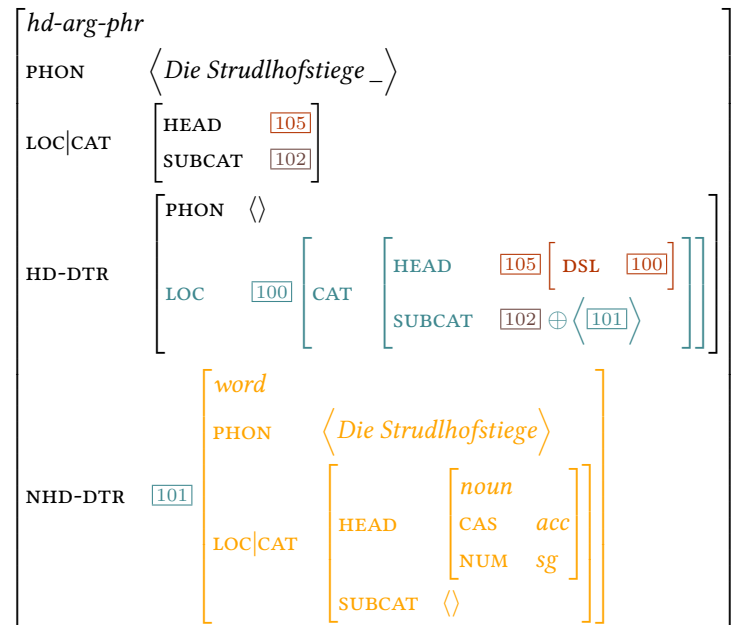 hd-arg-phr
PHON ⟨Die Strudlhofstiege _⟩
HEAD 105
LOC|CAT
SUBCAT 102
PHON ⟨⟩
HEAD 105 [DSL 100]
HD-DTR
LOC 100 CAT
SUBCAT 102 ⊕ ⟨101⟩
word
PHON ⟨Die Strudlhofstiege⟩
noun
NHD-DTR 101
HEAD CAS acc
LOC|CAT
NUM sg
SUBCAT ⟨⟩